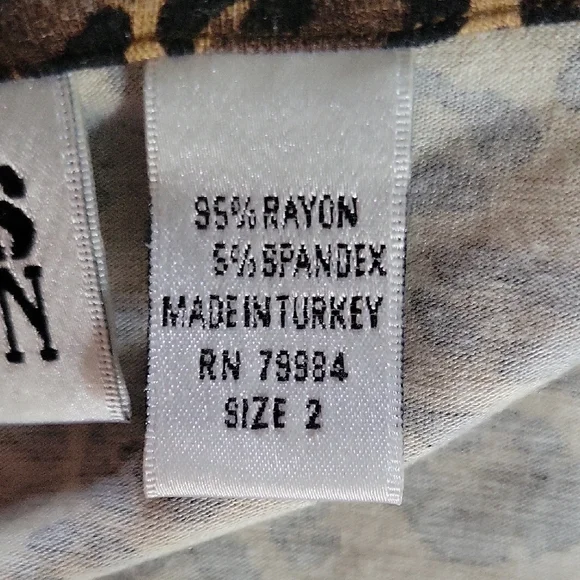 S
N
95% RAYON
5% SPANDEX
MADE IN TURKEY
RN 79984
SIZE 2